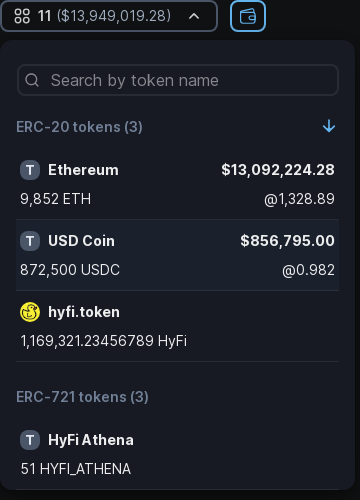 11 ($13,949,019.28)
Search by token name
ERC-20 tokens (3)
T Ethereum $13,092,224.28
9,852 ETH @1,328.89
T USD Coin $856,795.00
872,500 USDC @0.982
hyfi.token
1,169,321.23456789 HyFi
ERC-721 tokens (3)
T HyFi Athena
51 HYFI_ATHENA